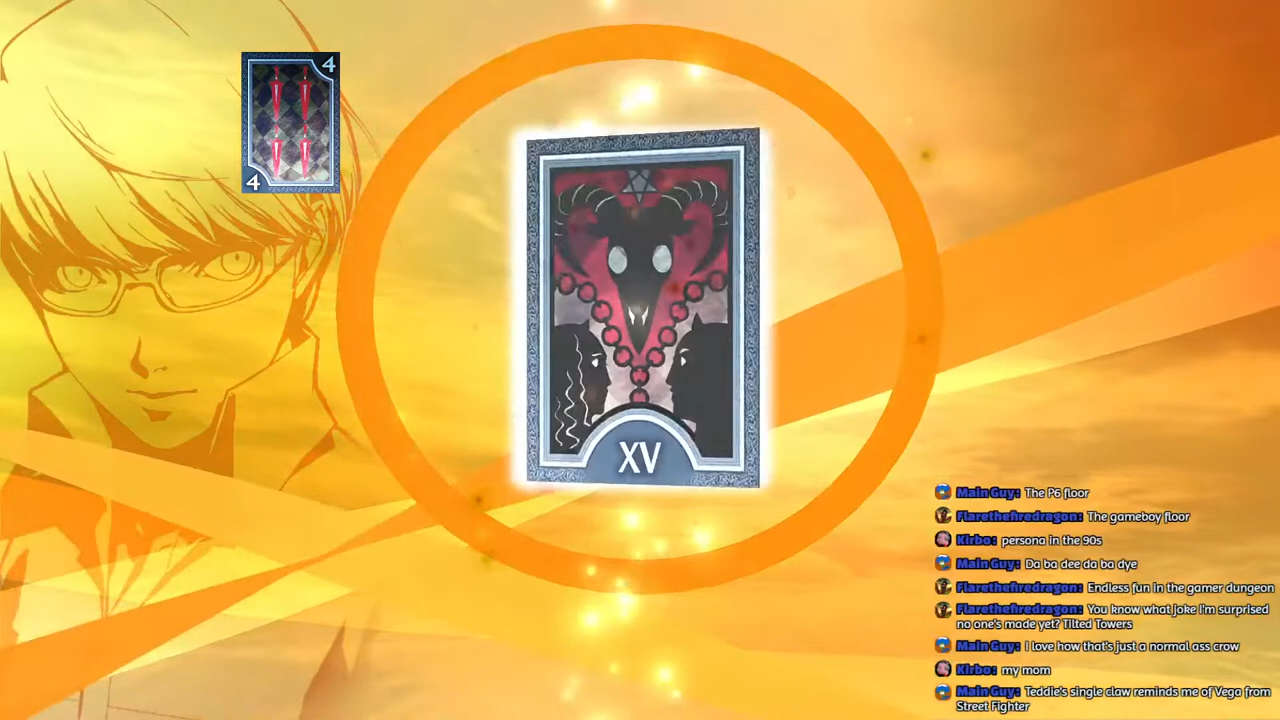 4
4
XV
Main Guy: The P6 floor
Flarethefiredragon: The gameboy floor
Kirbo: persona in the 90s
Main Guy: Da ba dee da ba dye
Flarethefiredragon: Endless fun in the gamer dungeon
Flarethefiredragon: You know what joke I'm surprised
no one's made yet? Tilted Towers
Main Guy: I love how that's just a normal ass crow
Kirbo: my mom
Main Guy: Teddie's single claw reminds me of Vega from
Street Fighter